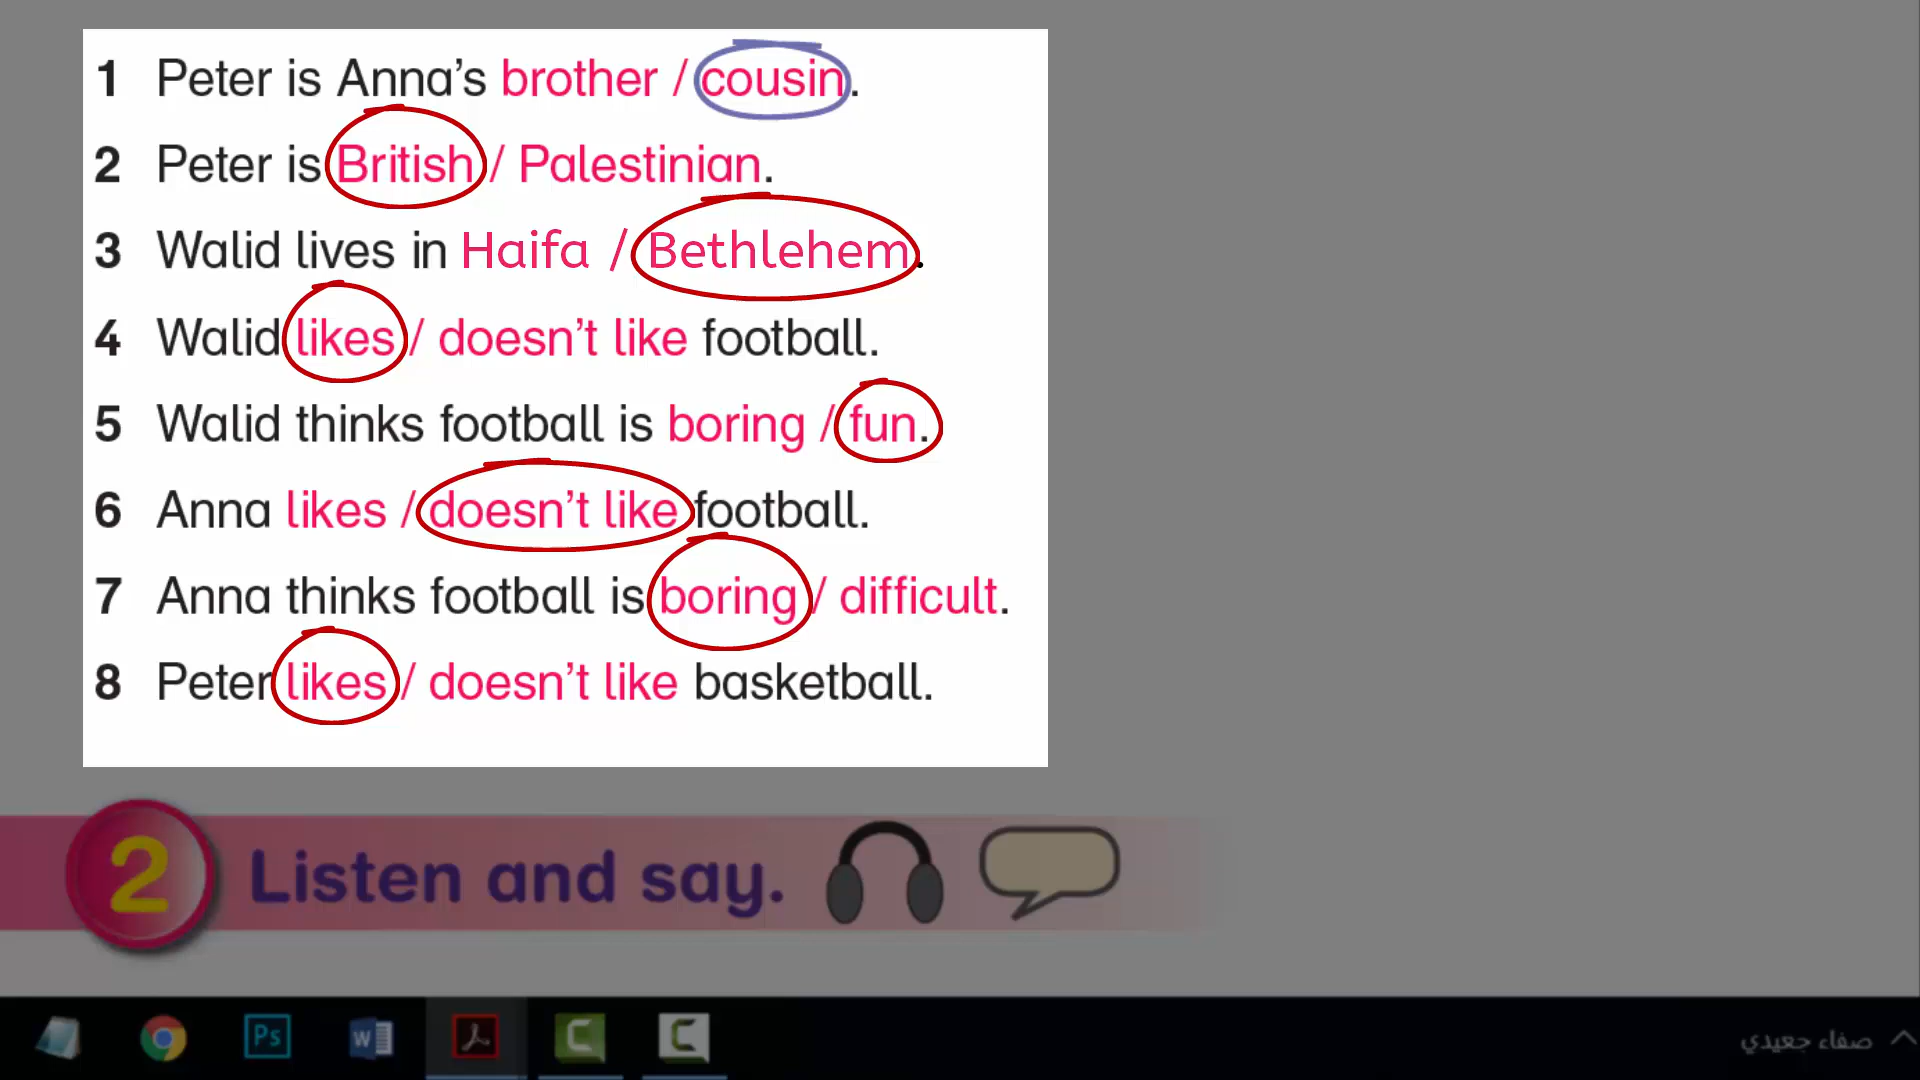 1 Peter is Anna’s brother / cousin.
2 Peter is British / Palestinian.
3 Walid lives in Haifa / Bethlehem.
4 Walid likes / doesn’t like football.
5 Walid thinks football is boring / fun.
6 Anna likes / doesn’t like football.
7 Anna thinks football is boring / difficult.
8 Peter likes / doesn’t like basketball.
2 Listen and say.
Ps
W
صفاء جعيدي